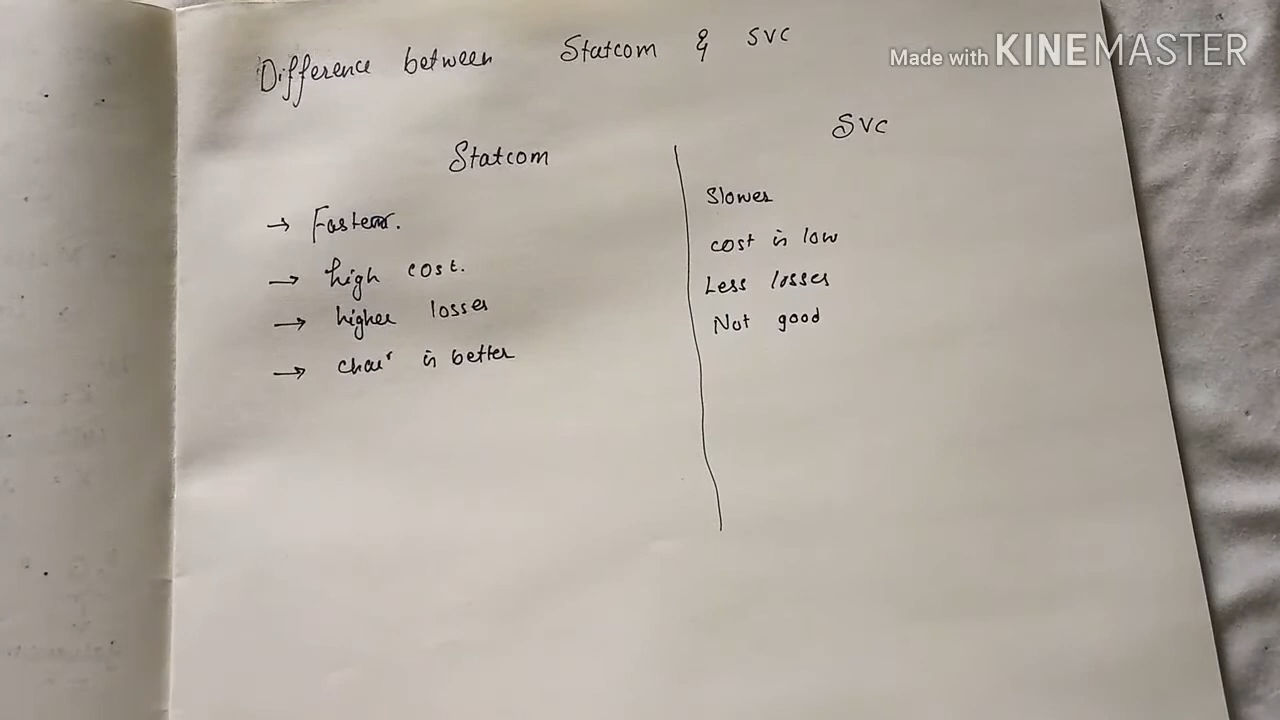 Difference between Statcom & SVC
Made with KINEMASTER
Statcom
→ Faster.
→ high cost.
→ higher losses
→ char' is better
SVC
Slower
cost is low
Less losses
Not good